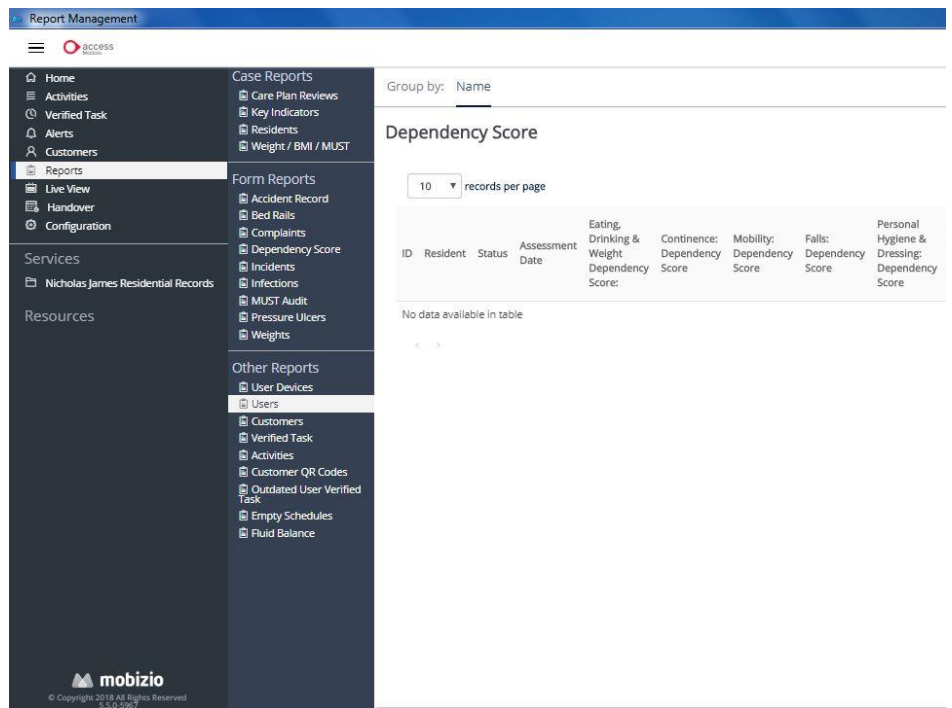 Report Management
access
Mobizio
Home
Activities
Verified Task
Alerts
Customers
Reports
Live View
Handover
Configuration
Services
Nicholas James Residential Records
Resources
mobizio
© Copyright 2018 All Rights Reserved
5.5.0-5967
Case Reports
Care Plan Reviews
Key Indicators
Residents
Weight / BMI / MUST
Form Reports
Accident Record
Bed Rails
Complaints
Dependency Score
Incidents
Infections
MUST Audit
Pressure Ulcers
Weights
Other Reports
User Devices
Users
Customers
Verified Task
Activities
Customer QR Codes
Outdated User Verified
Task
Empty Schedules
Fluid Balance
Group by: Name
Dependency Score
10 records per page
ID
Resident
Status
Assessment
Date
Eating,
Drinking &
Weight
Dependency
Score:
Continence:
Dependency
Score
Mobility:
Dependency
Score
Falls:
Dependency
Score
Personal
Hygiene &
Dressing:
Dependency
Score
No data available in table